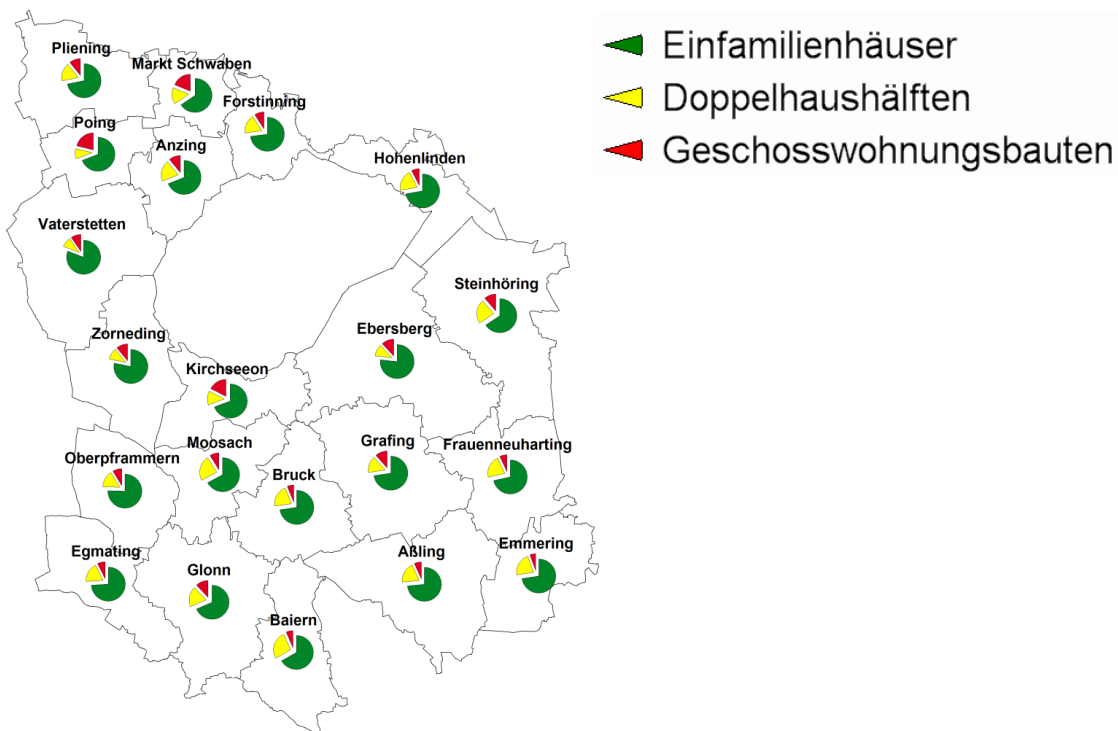 Pliening
Markt Schwaben
Forstinning
Poing
Anzing
Hohenlinden
Vaterstetten
Steinhöring
Zorneding
Ebersberg
Kirchseeon
Moosach
Grafing
Frauenneuharting
Oberpframmern
Bruck
Egmating
Glonn
Aßling
Emmering
Baiern
Einfamilienhäuser
Doppelhaushälften
Geschosswohnungsbauten